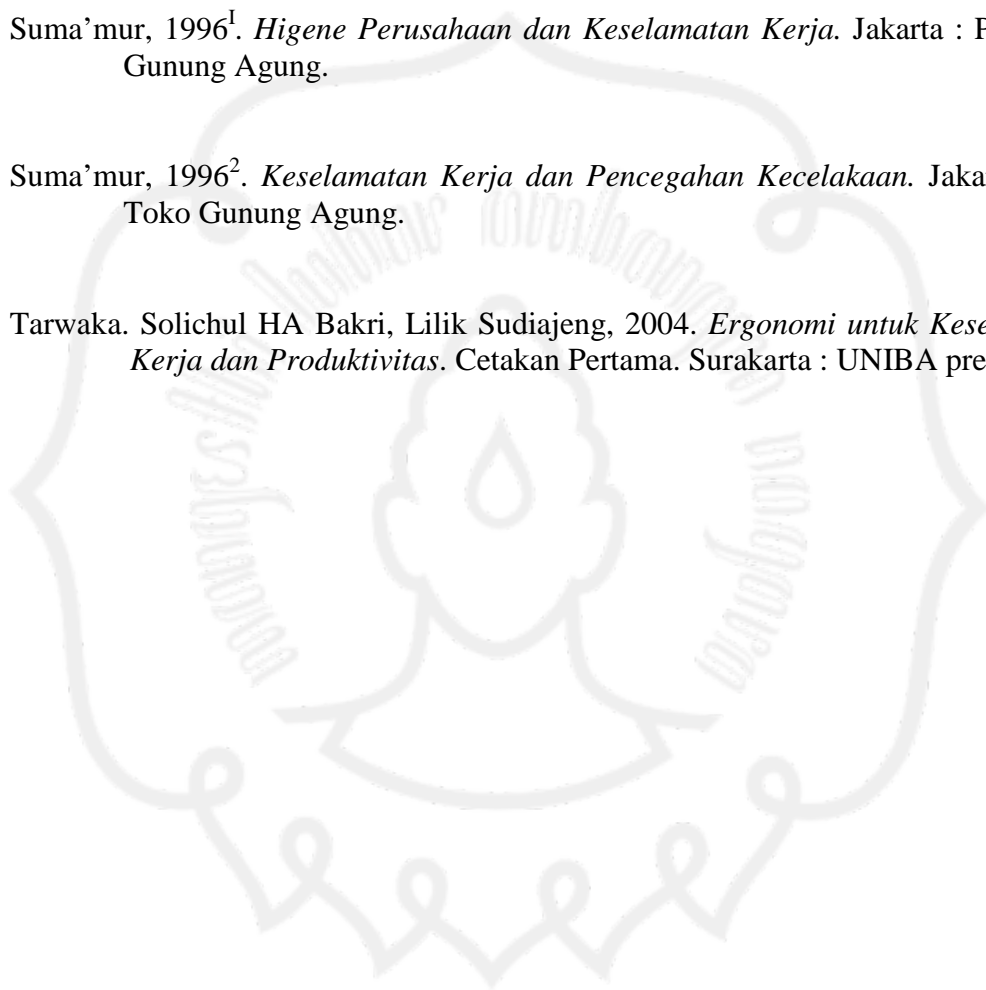 Suma’mur, 1996I. Higene Perusahaan dan Keselamatan Kerja. Jakarta : P
Gunung Agung.
Suma’mur, 19962. Keselamatan Kerja dan Pencegahan Kecelakaan. Jakar
Toko Gunung Agung.
Tarwaka. Solichul HA Bakri, Lilik Sudiajeng, 2004. Ergonomi untuk Kese
Kerja dan Produktivitas. Cetakan Pertama. Surakarta : UNIBA pre